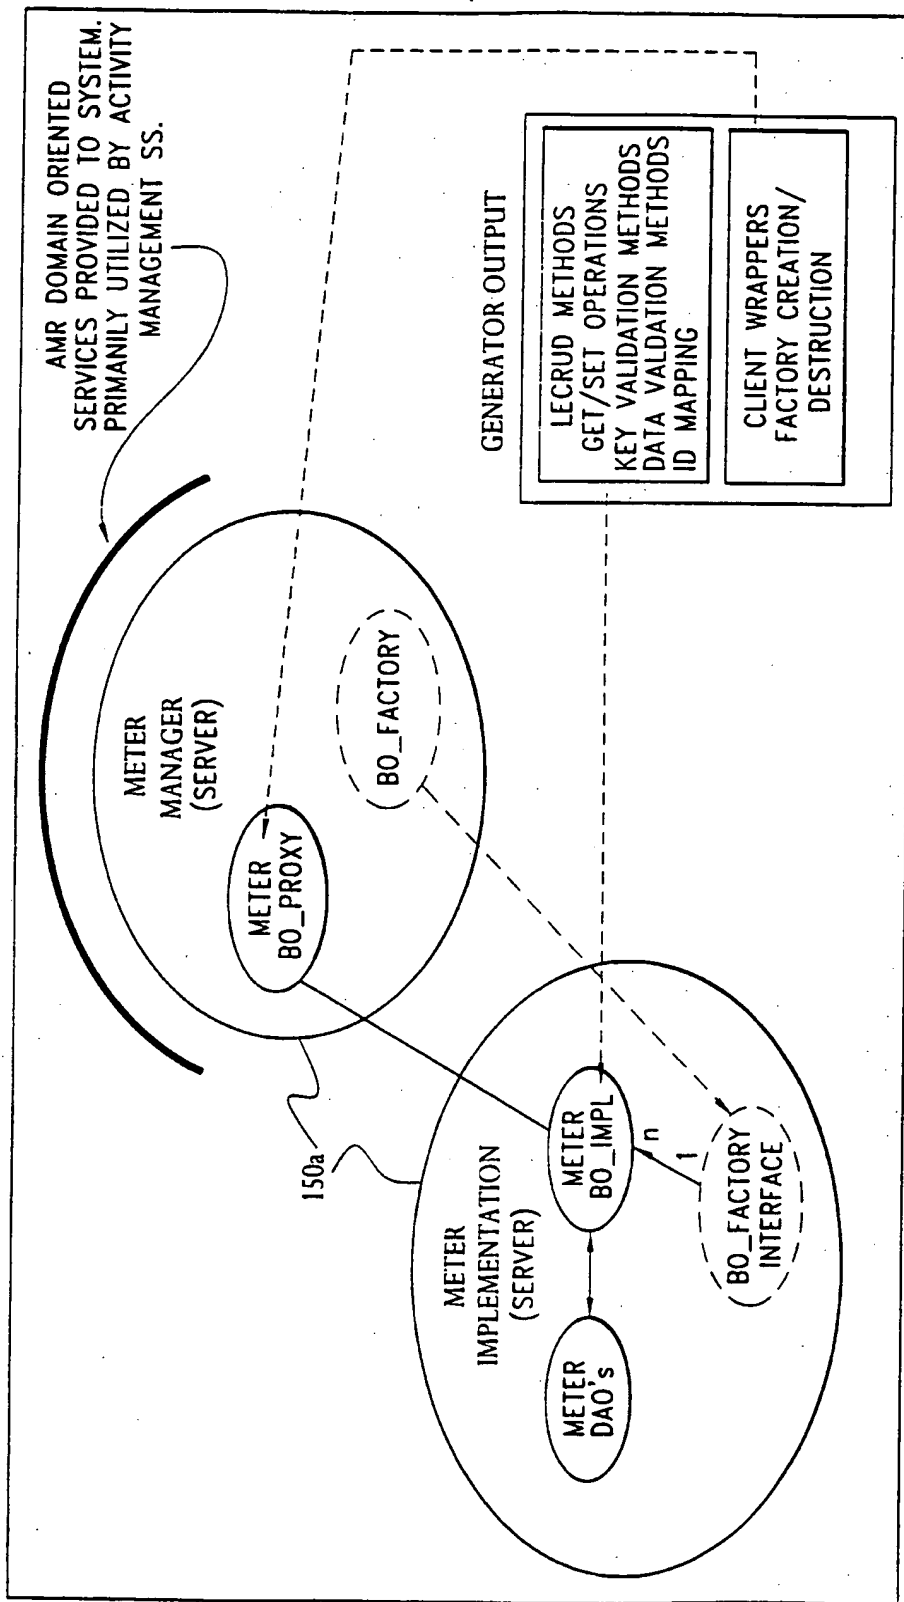 AMR DOMAIN ORIENTED
SERVICES PROVIDED TO SYSTEM.
PRIMANILY UTILIZED BY ACTIVITY
MANAGEMENT SS.
METER
MANAGER
(SERVER)
METER
BO_PROXY
BO_FACTORY
150a
METER
IMPLEMENTATION
(SERVER)
METER
BO_IMPL
METER
DAO's
n
1
BO_FACTORY
INTERFACE
GENERATOR OUTPUT
LECRUD METHODS
GET/SET OPERATIONS
KEY VALIDATION METHODS
DATA VALDATION METHODS
ID MAPPING
CLIENT WRAPPERS
FACTORY CREATION/
DESTRUCTION